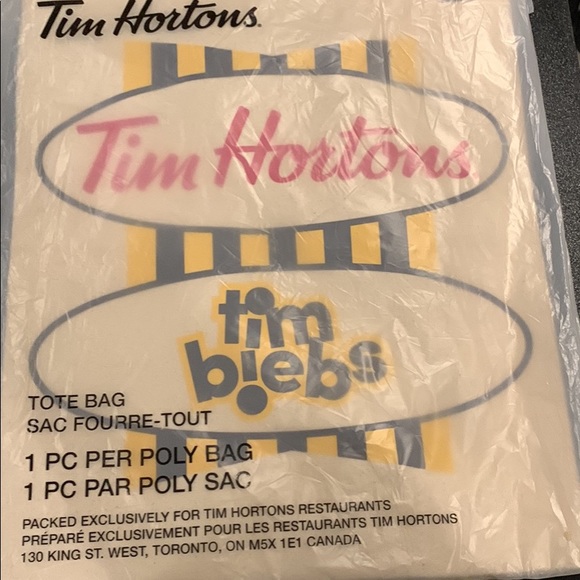 Tim Hortons.
Tim Hortons
tim
biebs
TOTE BAG
SAC FOURRE-TOUT
1 PC PER POLY BAG
1 PC PAR POLY SAC
PACKED EXCLUSIVELY FOR TIM HORTONS RESTAURANTS
PRÉPARÉ EXCLUSIVEMENT POUR LES RESTAURANTS TIM HORTONS
130 KING ST. WEST, TORONTO, ON M5X 1E1 CANADA